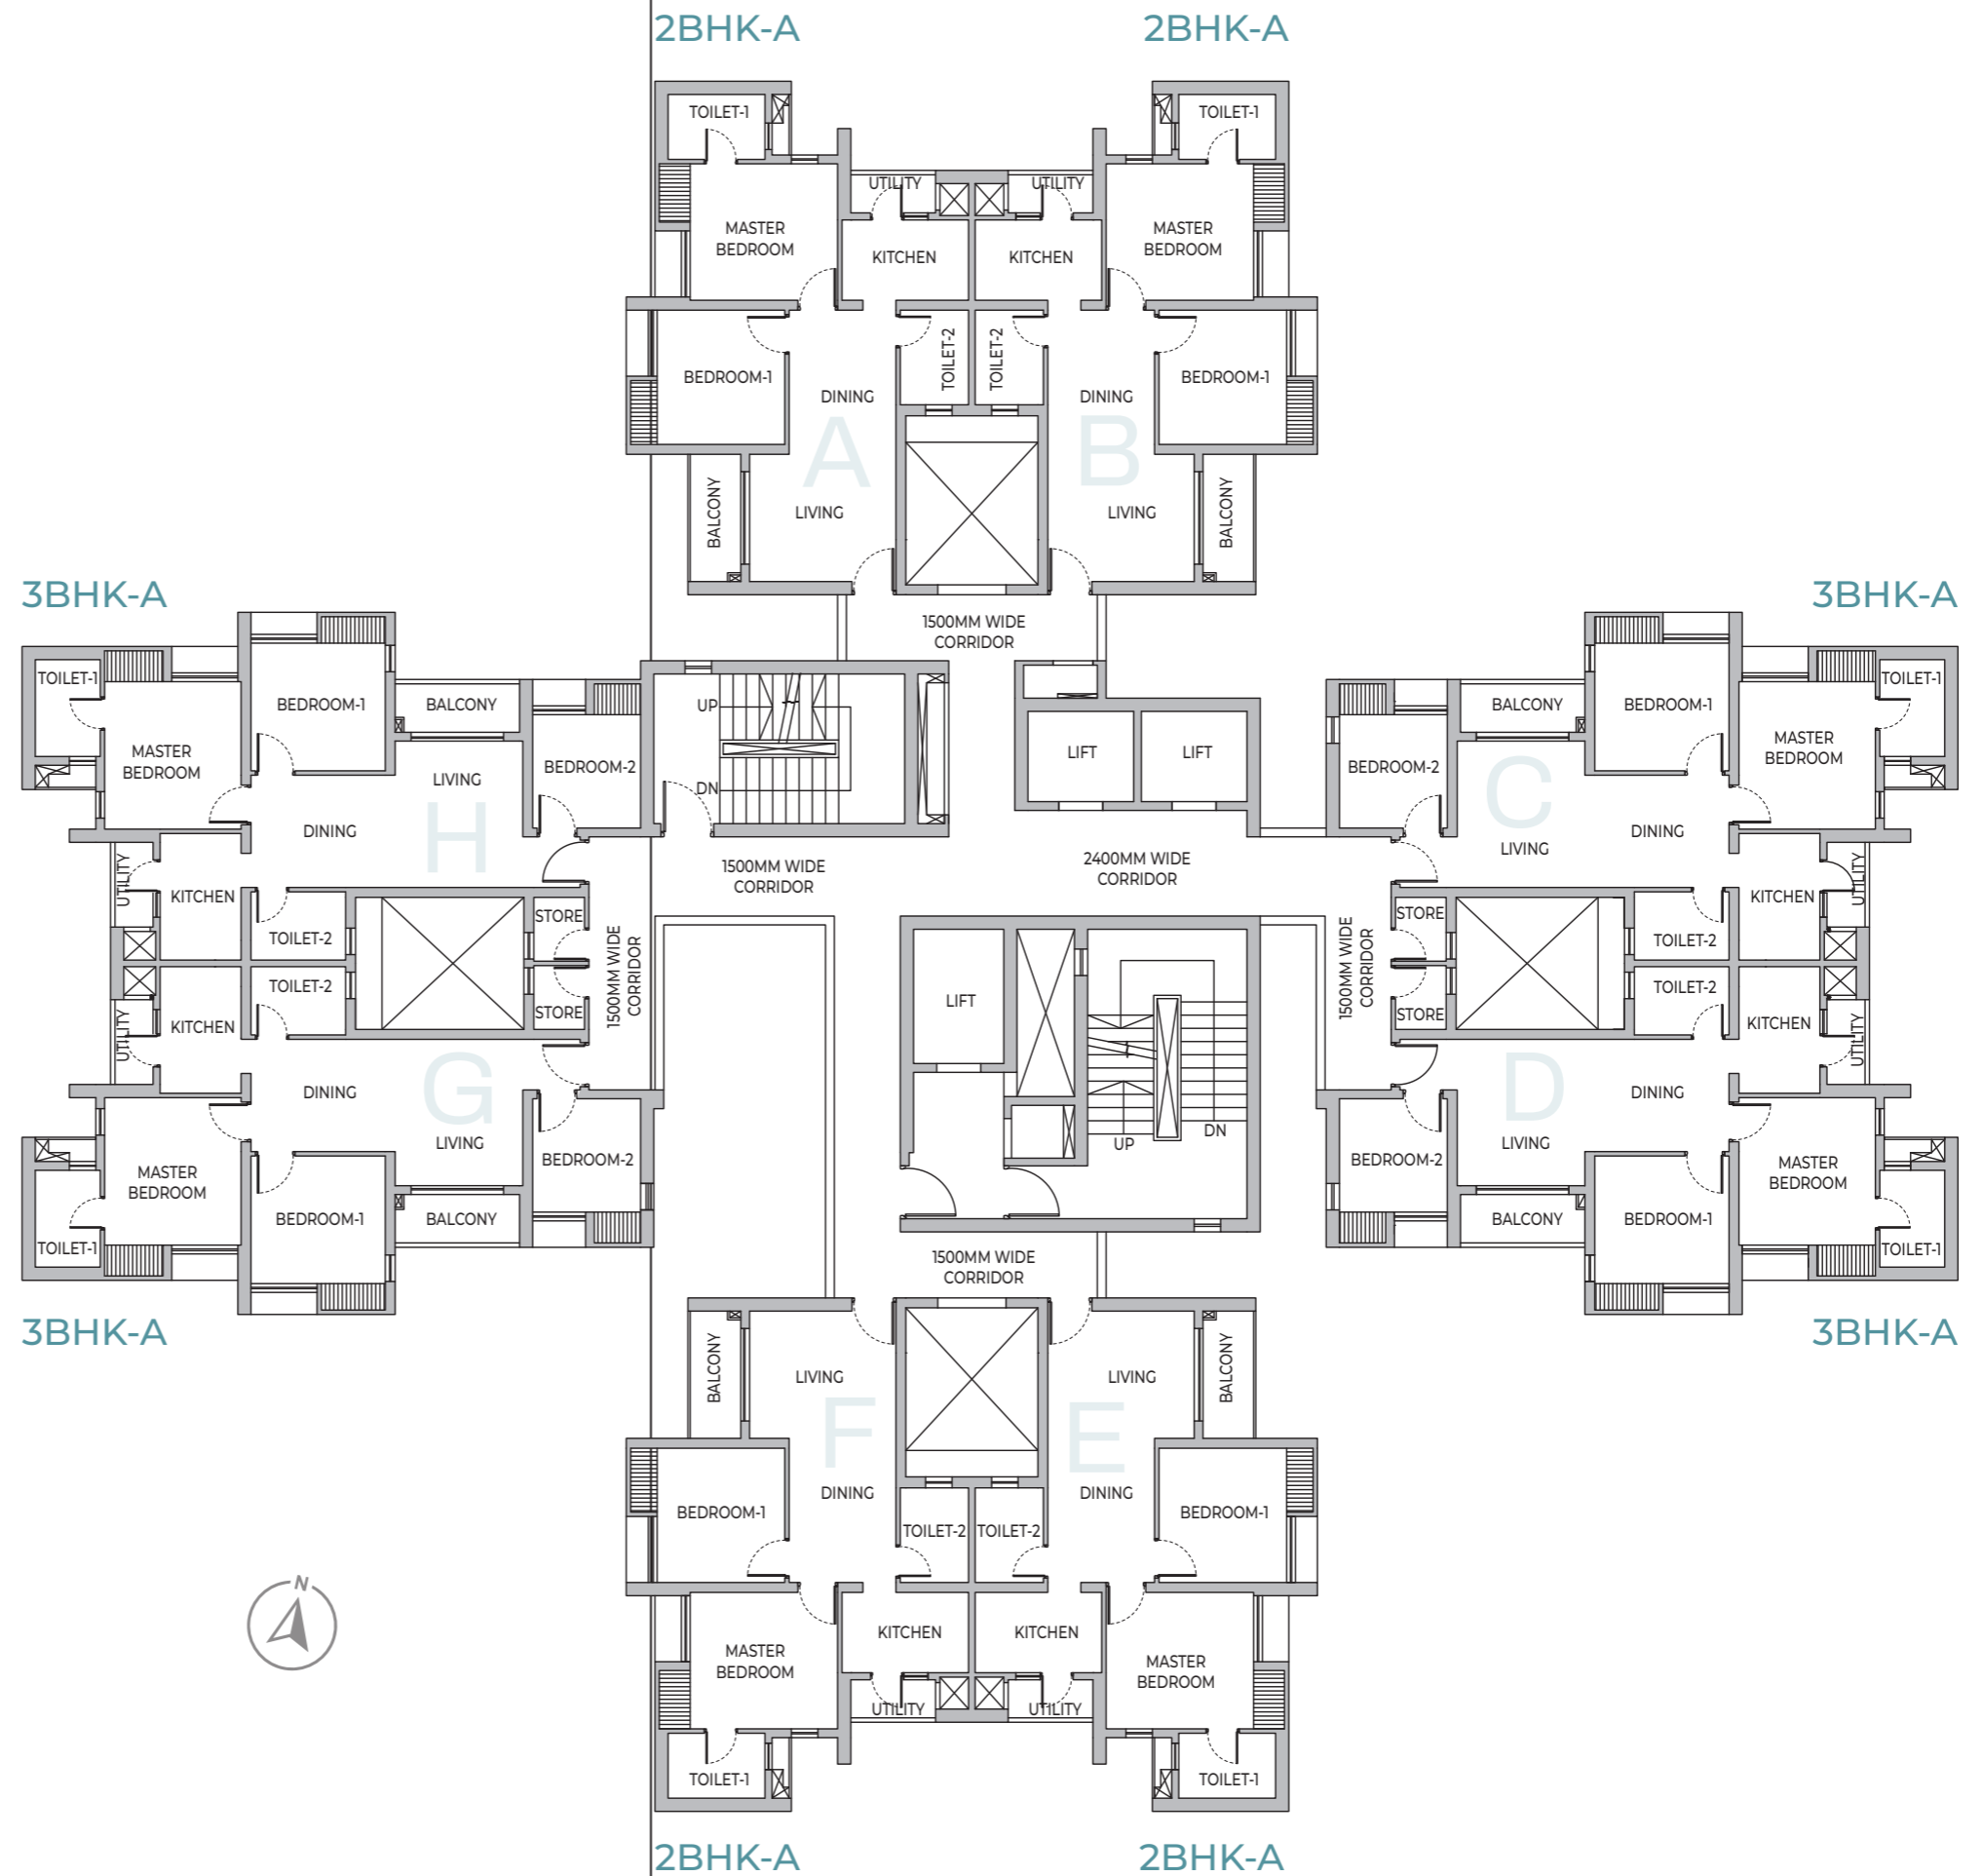 2BHK-A
2BHK-A
TOILET-1
TOILET-1
UTILITY
UTILITY
MASTER
BEDROOM
MASTER
BEDROOM
KITCHEN
KITCHEN
BEDROOM-1
TOILET-2
TOILET-2
BEDROOM-1
DINING
DINING
A
B
BALCONY
LIVING
LIVING
BALCONY
1500MM WIDE
CORRIDOR
3BHK-A
3BHK-A
TOILET-1
BEDROOM-1
BALCONY
UP
BALCONY
BEDROOM-1
TOILET-1
MASTER
BEDROOM
LIVING
BEDROOM-2
DN
LIFT
LIFT
BEDROOM-2
MASTER
BEDROOM
DINING
H
C
LIVING
DINING
1500MM WIDE
CORRIDOR
2400MM WIDE
CORRIDOR
UTILITY
KITCHEN
TOILET-2
STORE
STORE
TOILET-2
KITCHEN
UTILITY
1500MM WIDE
CORRIDOR
1500MM WIDE
CORRIDOR
UTILITY
KITCHEN
TOILET-2
STORE
LIFT
STORE
TOILET-2
KITCHEN
UTILITY
DINING
G
D
DINING
LIVING
UP
DN
LIVING
MASTER
BEDROOM
BEDROOM-2
BEDROOM-2
MASTER
BEDROOM
TOILET-1
BEDROOM-1
BALCONY
BALCONY
BEDROOM-1
TOILET-1
1500MM WIDE
CORRIDOR
3BHK-A
3BHK-A
BALCONY
LIVING
LIVING
BALCONY
F
E
DINING
DINING
BEDROOM-1
TOILET-2
TOILET-2
BEDROOM-1
KITCHEN
KITCHEN
MASTER
BEDROOM
MASTER
BEDROOM
UTILITY
UTILITY
TOILET-1
TOILET-1
N
2BHK-A
2BHK-A